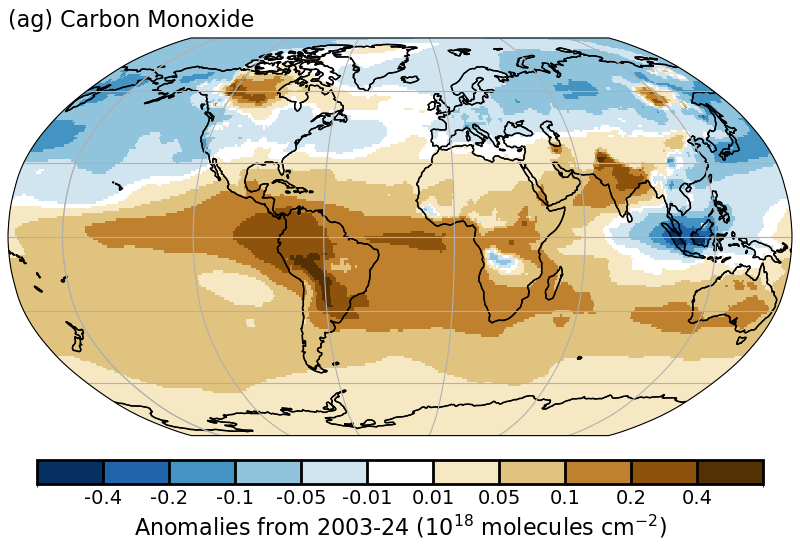 (ag) Carbon Monoxide
-0.4 -0.2 -0.1 -0.05 -0.01 0.01 0.05 0.1 0.2 0.4
Anomalies from 2003-24 (10¹⁸ molecules cm⁻²)